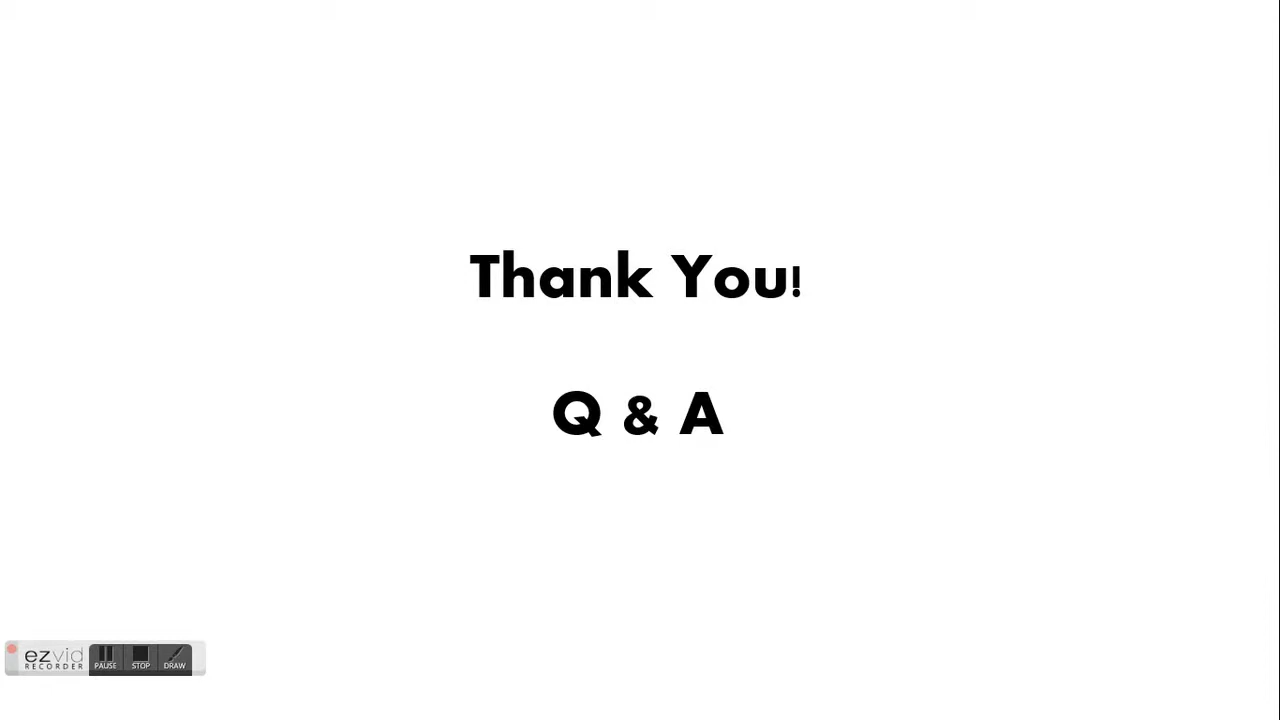 Thank You!
Q & A
ezvid
RECORDER
PAUSE
STOP
DRAW